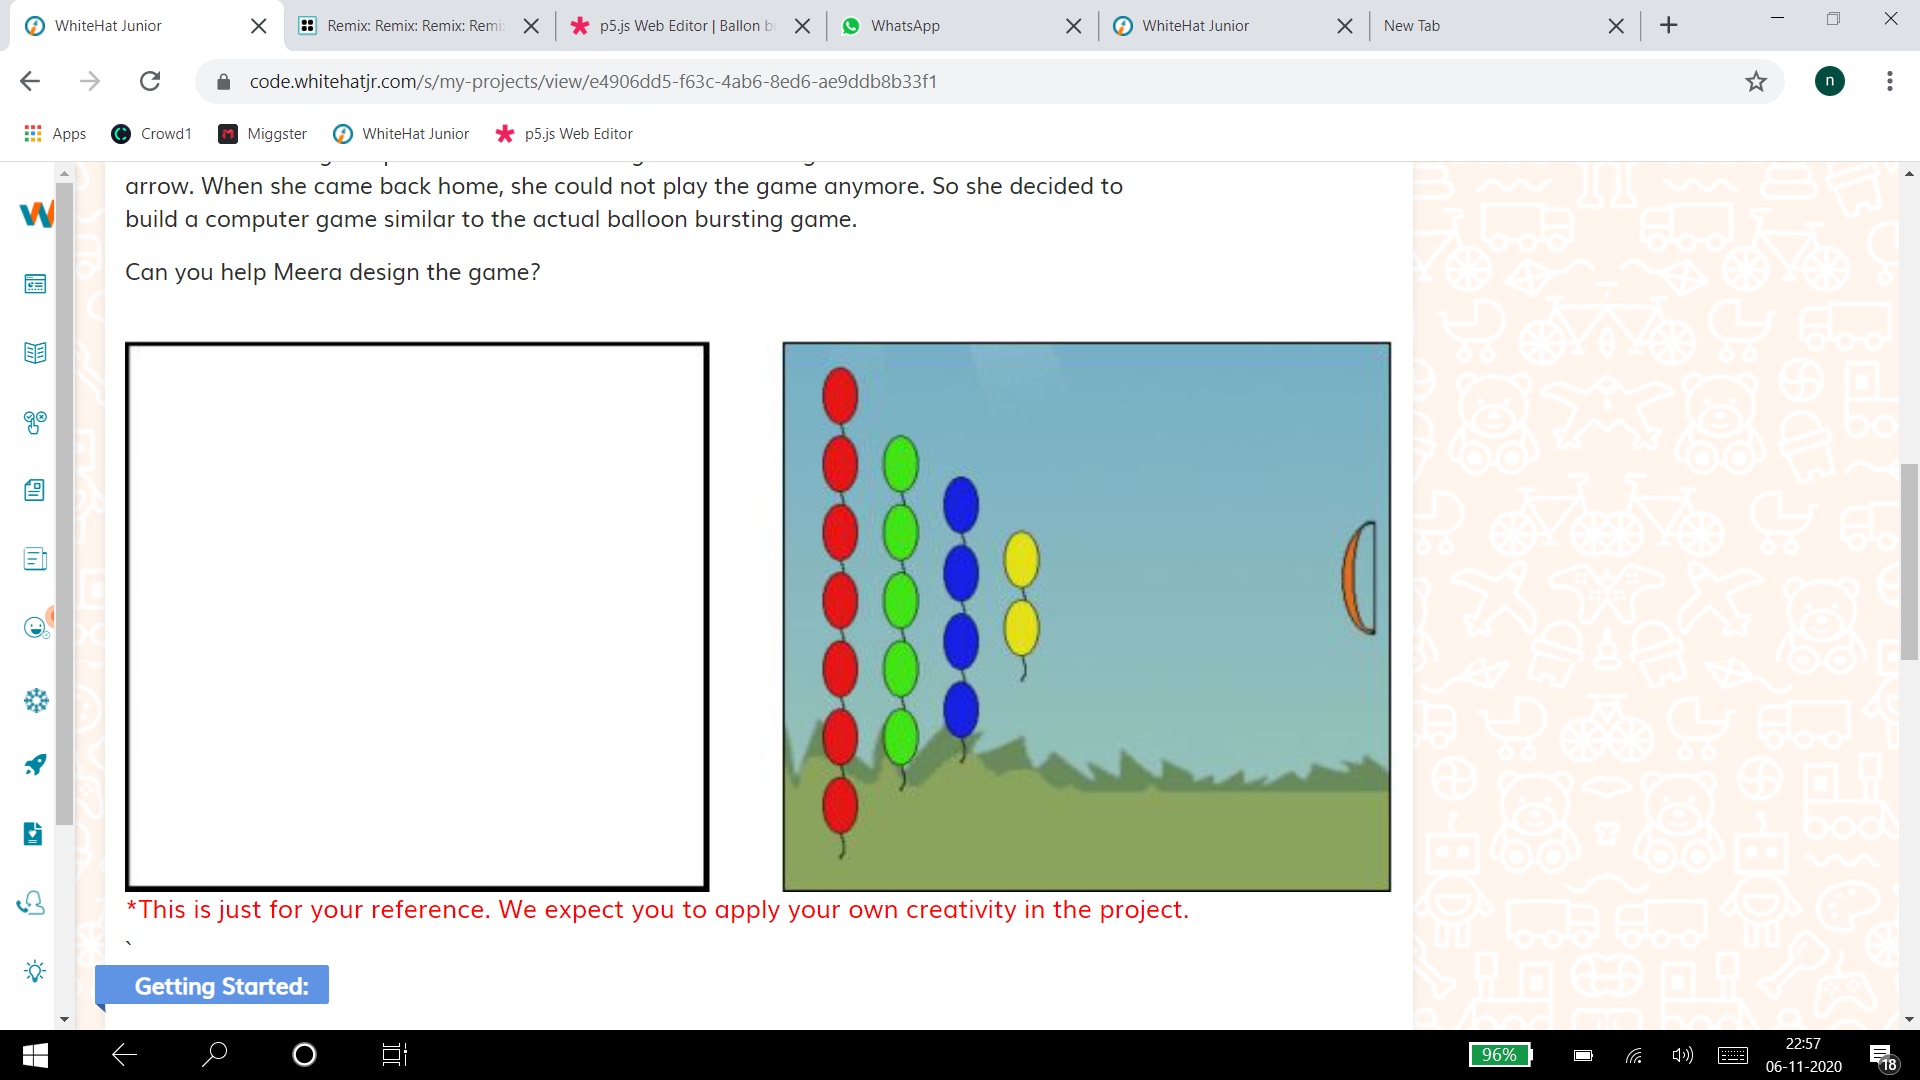 WhiteHat Junior
Remix: Remix: Remix: Remi
p5.js Web Editor | Ballon b
WhatsApp
WhiteHat Junior
New Tab
code.whitehatjr.com/s/my-projects/view/e4906dd5-f63c-4ab6-8ed6-ae9ddb8b33f1
n
Apps
Crowd1
Miggster
WhiteHat Junior
p5.js Web Editor
arrow. When she came back home, she could not play the game anymore. So she decided to
build a computer game similar to the actual balloon bursting game.
Can you help Meera design the game?
*This is just for your reference. We expect you to apply your own creativity in the project.
`
Getting Started:
96%
22:57
06-11-2020
18